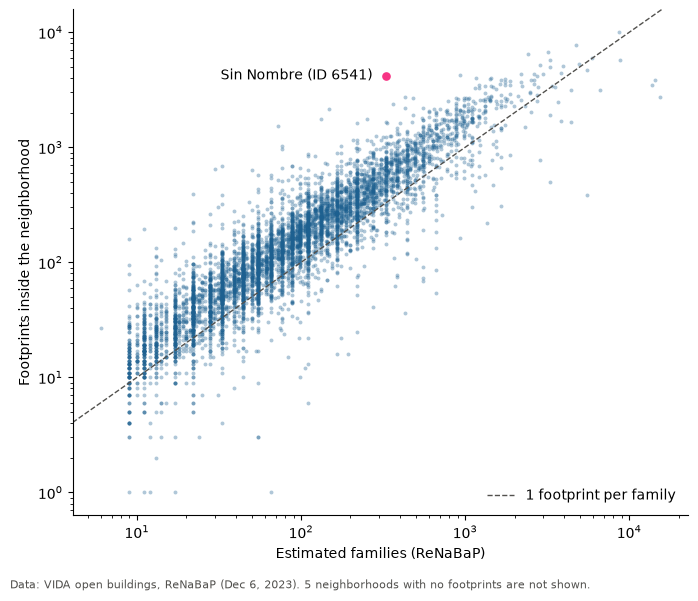 Footprints inside the neighborhood
10⁴
10³
10²
10¹
10⁰
Sin Nombre (ID 6541)
1 footprint per family
10¹ 10² 10³ 10⁴
Estimated families (ReNaBaP)
Data: VIDA open buildings, ReNaBaP (Dec 6, 2023). 5 neighborhoods with no footprints are not shown.